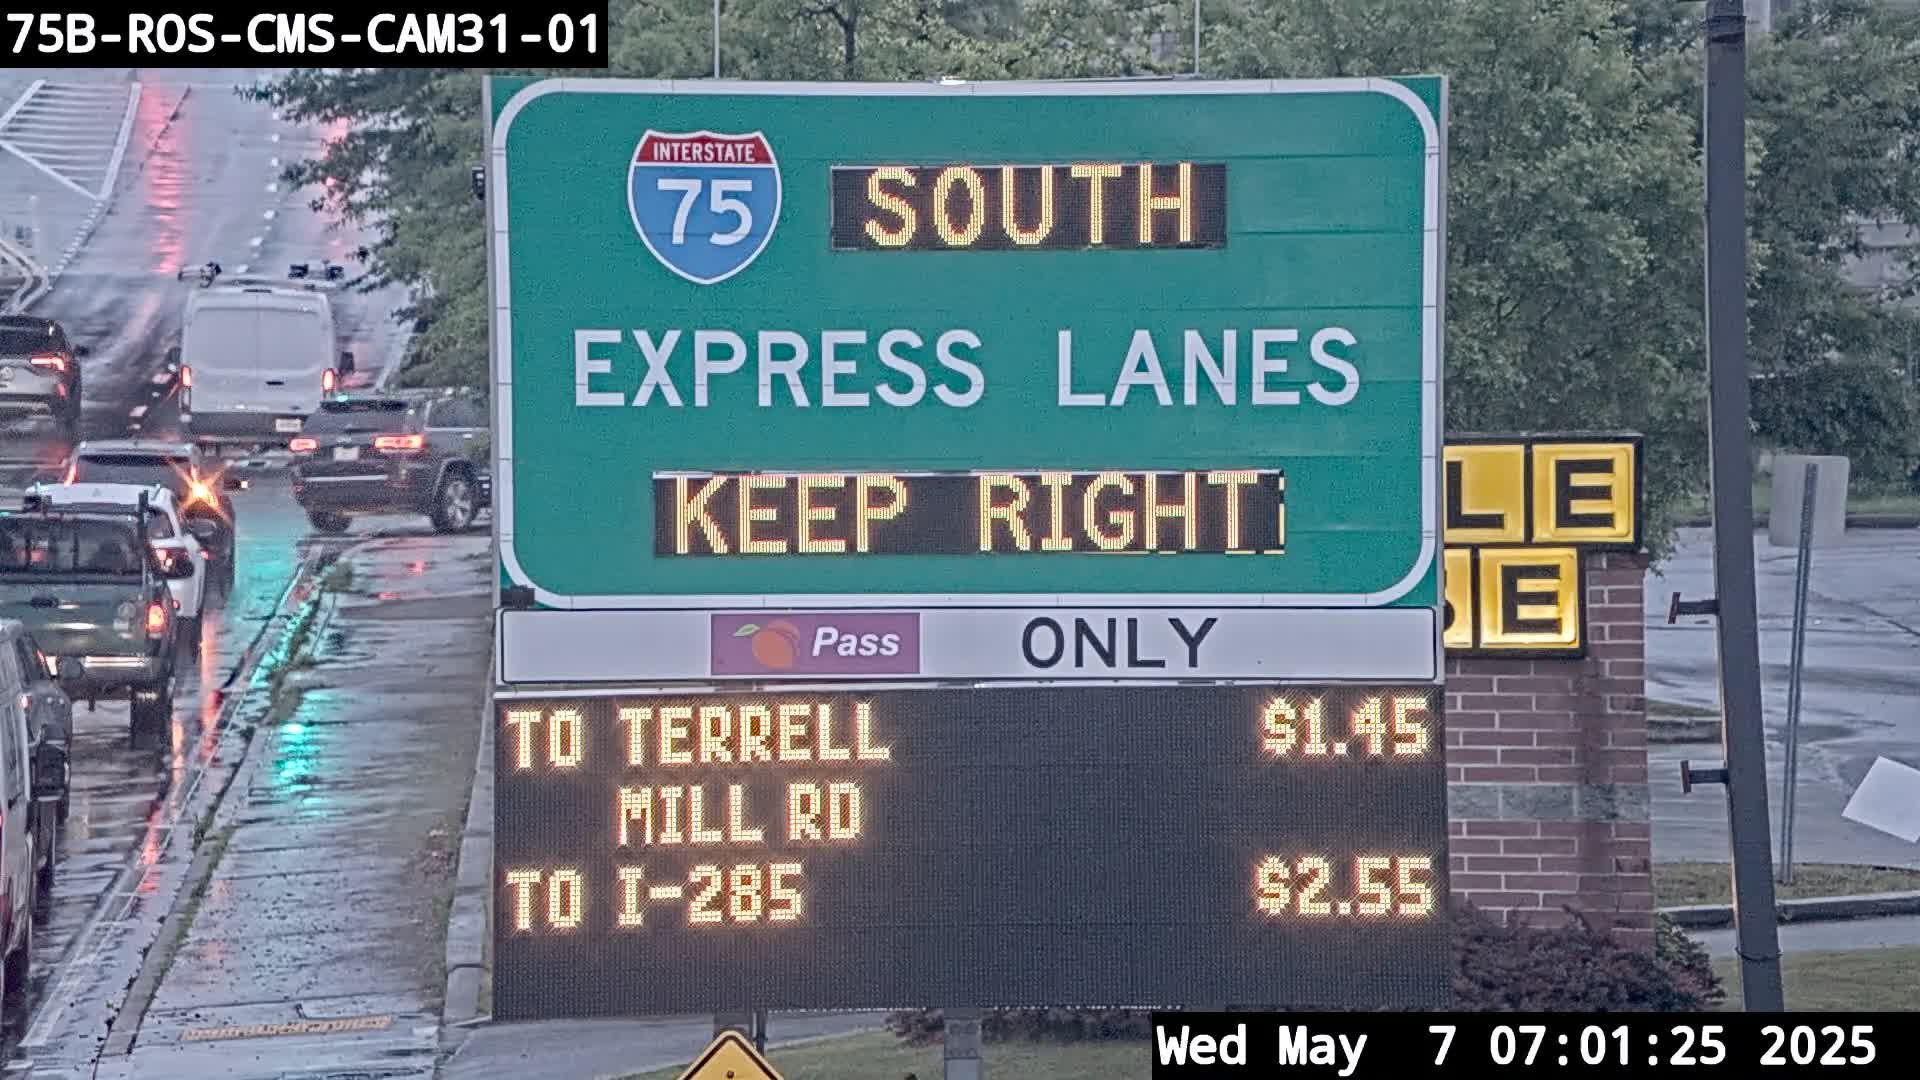 75B-ROS-CMS-CAM31-01
INTERSTATE
75
SOUTH
EXPRESS LANES
KEEP RIGHT
Pass ONLY
TO TERRELL $1.45
MILL RD
TO I-285 $2.55
LE
E
Wed May 7 07:01:25 2025